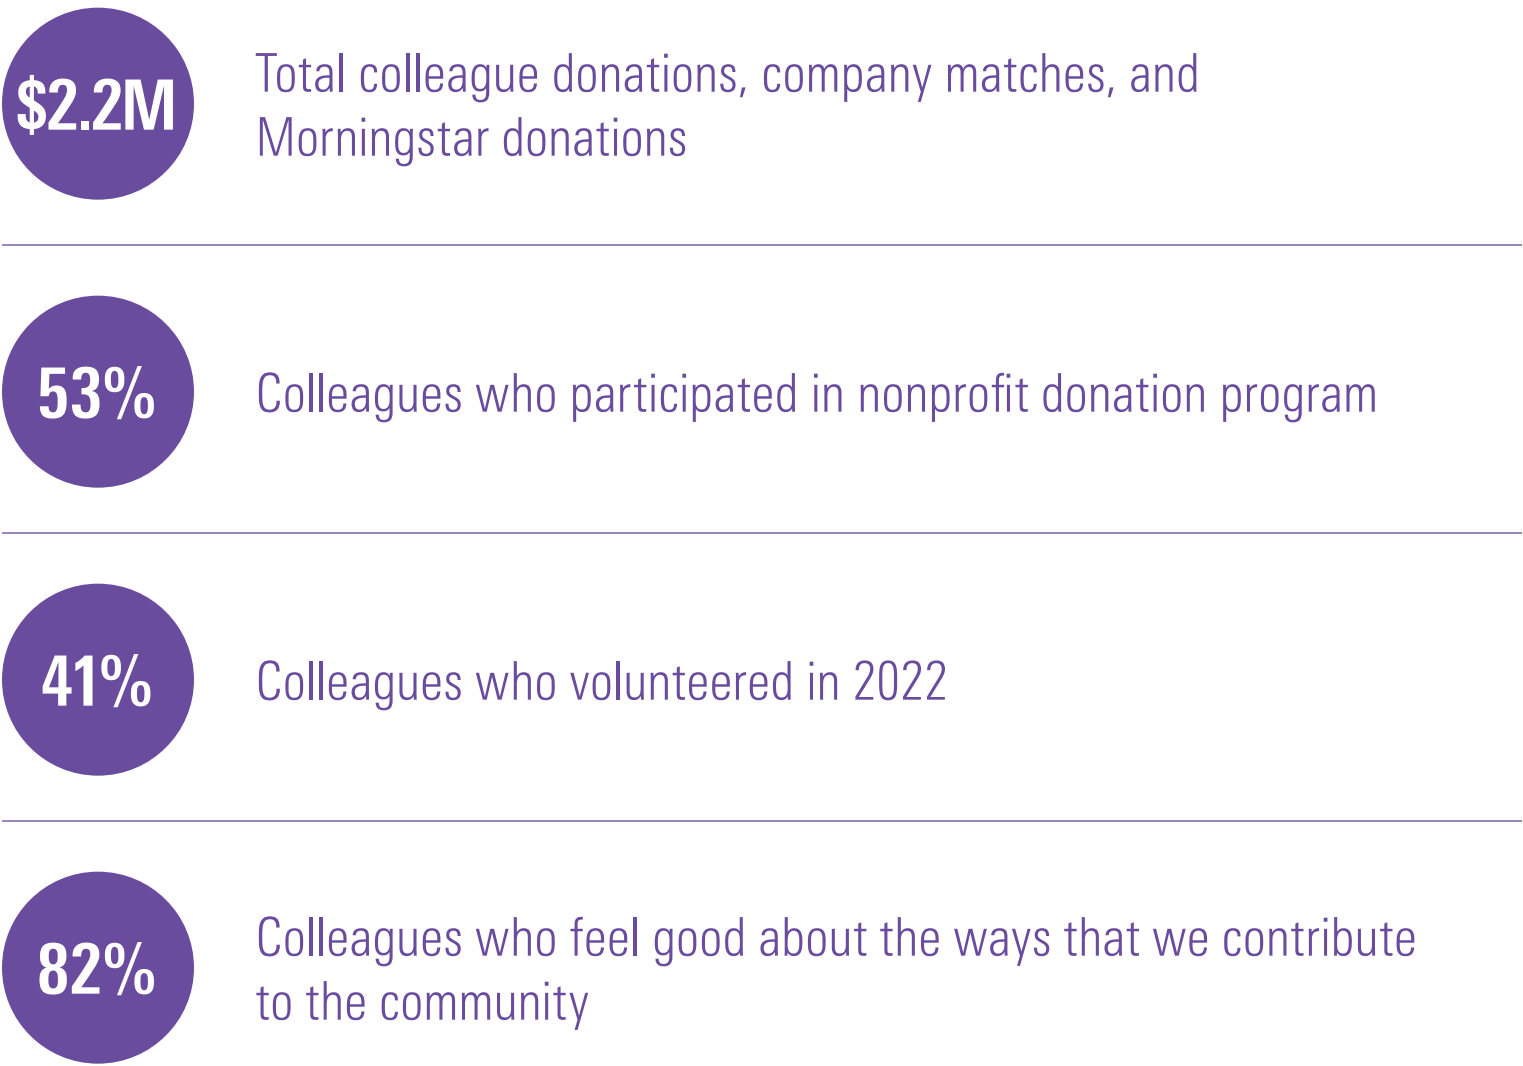 $2.2M
Total colleague donations, company matches, and
Morningstar donations
53%
Colleagues who participated in nonprofit donation program
41%
Colleagues who volunteered in 2022
82%
Colleagues who feel good about the ways that we contribute
to the community